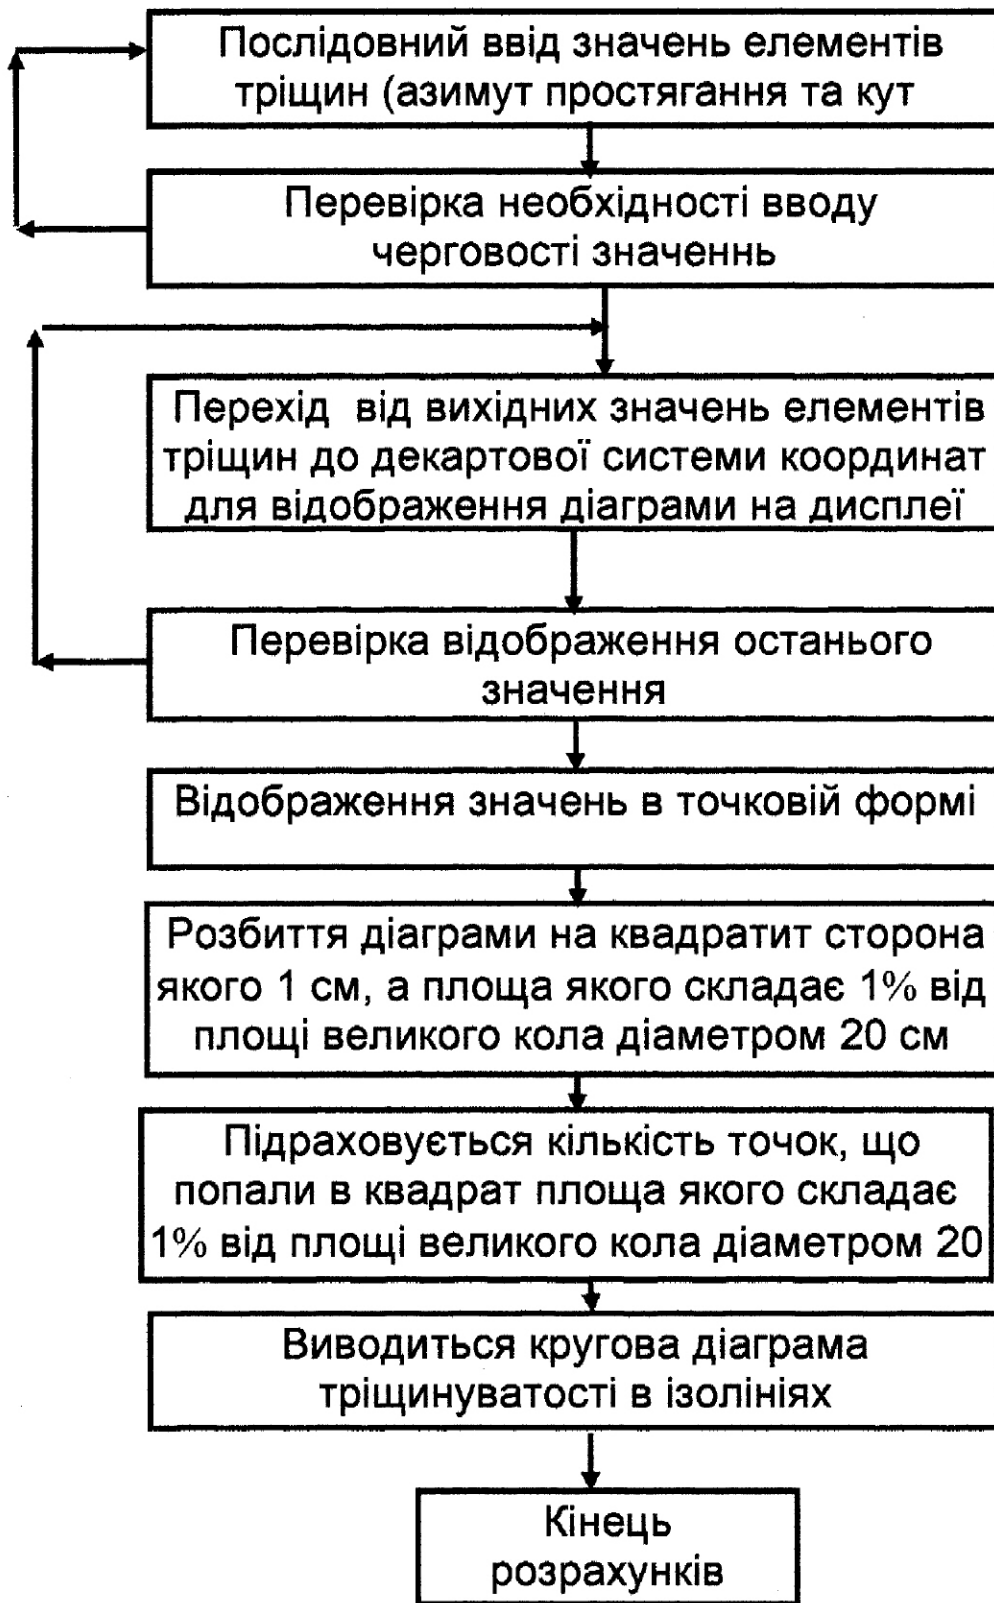 Послідовний ввід значень елементів
тріщин (азимут простягання та кут
Перевірка необхідності вводу
черговості значеннь
Перехід від вихідних значень елементів
тріщин до декартової системи координат
для відображення діаграми на дисплеї
Перевірка відображення останього
значення
Відображення значень в точковій формі
Розбиття діаграми на квадратит сторона
якого 1 см, а площа якого складає 1% від
площі великого кола діаметром 20 см
Підраховується кількість точок, що
попали в квадрат площа якого складає
1% від площі великого кола діаметром 20
Виводиться кругова діаграма
тріщинуватості в ізолініях
Кінець
розрахунків